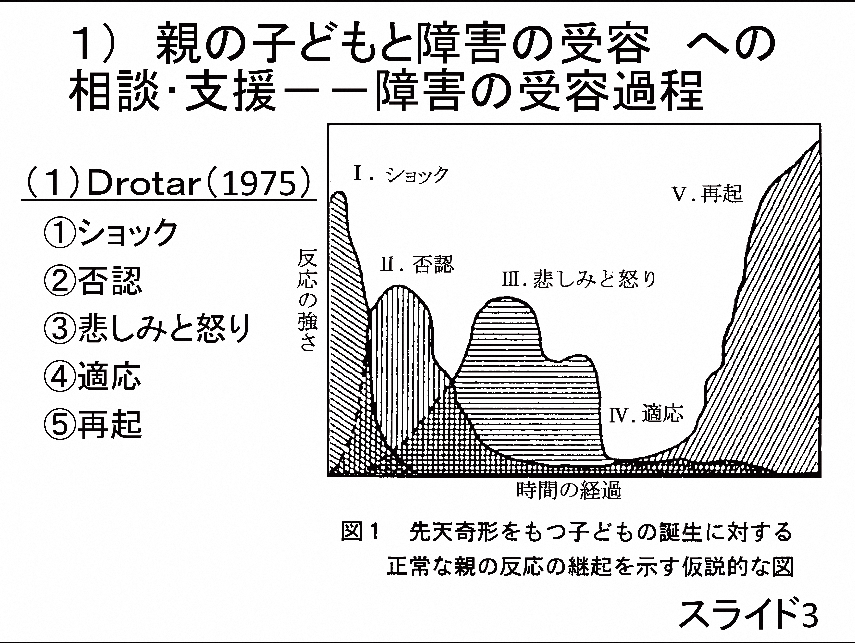 １） 親の子どもと障害の受容 への
相談･支援－－障害の受容過程
（１）Drotar（1975）
①ショック
②否認
③悲しみと怒り
④適応
⑤再起
反応の強さ
Ⅰ．ショック
Ⅱ．否認
Ⅲ．悲しみと怒り
Ⅳ．適応
Ⅴ．再起
時間の経過
図１ 先天奇形をもつ子どもの誕生に対する
正常な親の反応の継起を示す仮説的な図
スライド3